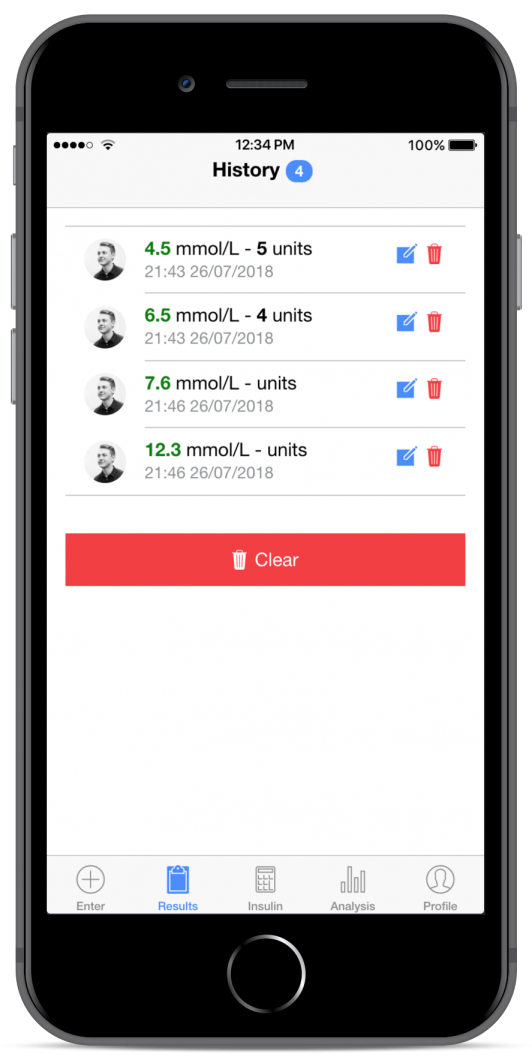 12:34 PM 100%
History 4
4.5 mmol/L - 5 units
21:43 26/07/2018
6.5 mmol/L - 4 units
21:43 26/07/2018
7.6 mmol/L - units
21:46 26/07/2018
12.3 mmol/L - units
21:46 26/07/2018
Clear
Enter Results Insulin Analysis Profile